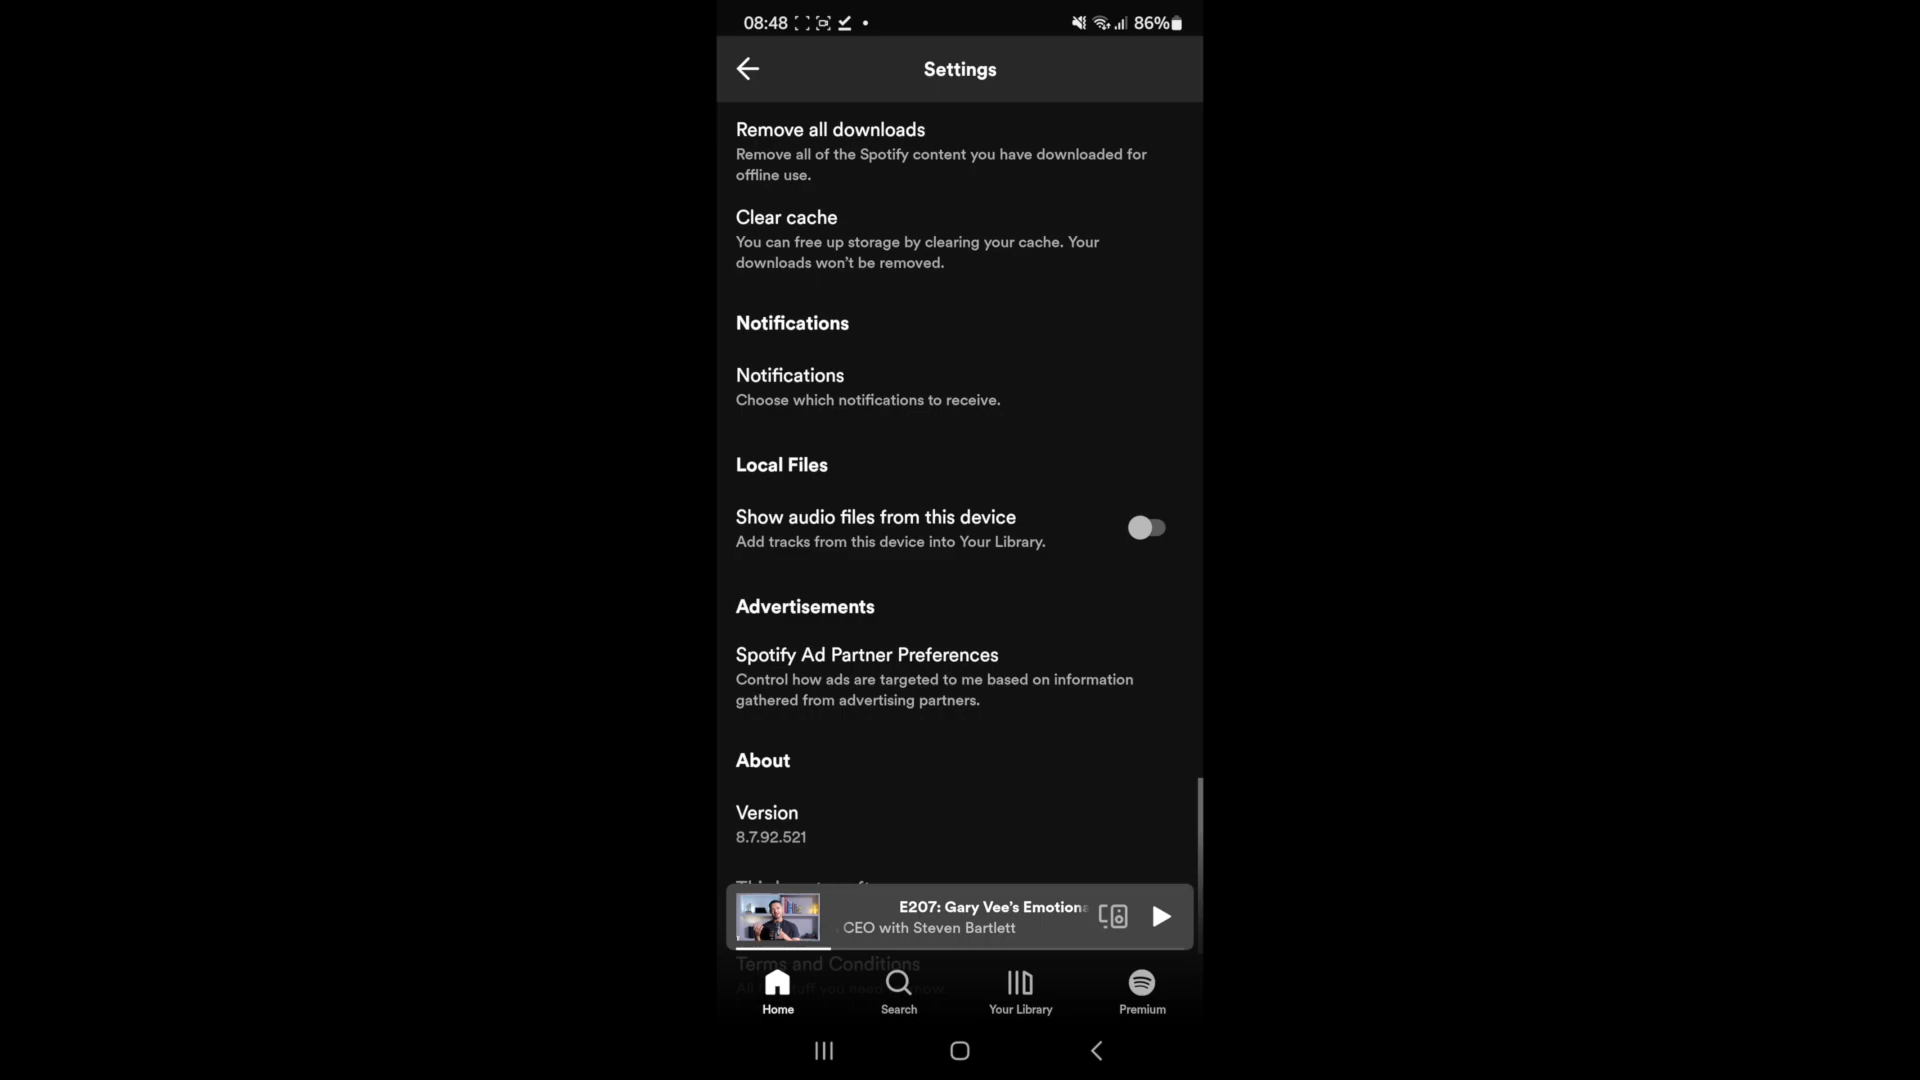 08:48
86%
Settings
Remove all downloads
Remove all of the Spotify content you have downloaded for
offline use.
Clear cache
You can free up storage by clearing your cache. Your
downloads won't be removed.
Notifications
Notifications
Choose which notifications to receive.
Local Files
Show audio files from this device
Add tracks from this device into Your Library.
Advertisements
Spotify Ad Partner Preferences
Control how ads are targeted to me based on information
gathered from advertising partners.
About
Version
8.7.92.521
E207: Gary Vee's Emotiona
CEO with Steven Bartlett
Terms and Conditions
Home
Search
Your Library
Premium